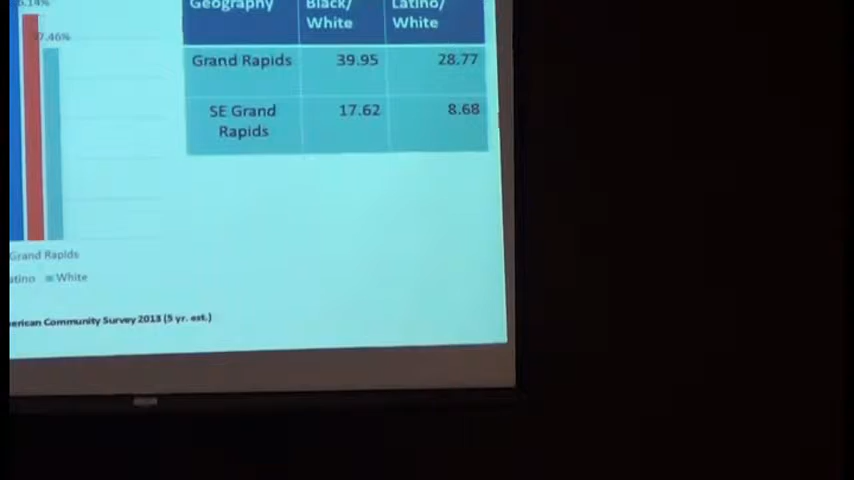 Geography Black/ Latino/
White White
Grand Rapids 39.95 28.77
SE Grand 17.62 8.68
Rapids
Grand Rapids
White
Community Survey 2013 (5 yr. est.)